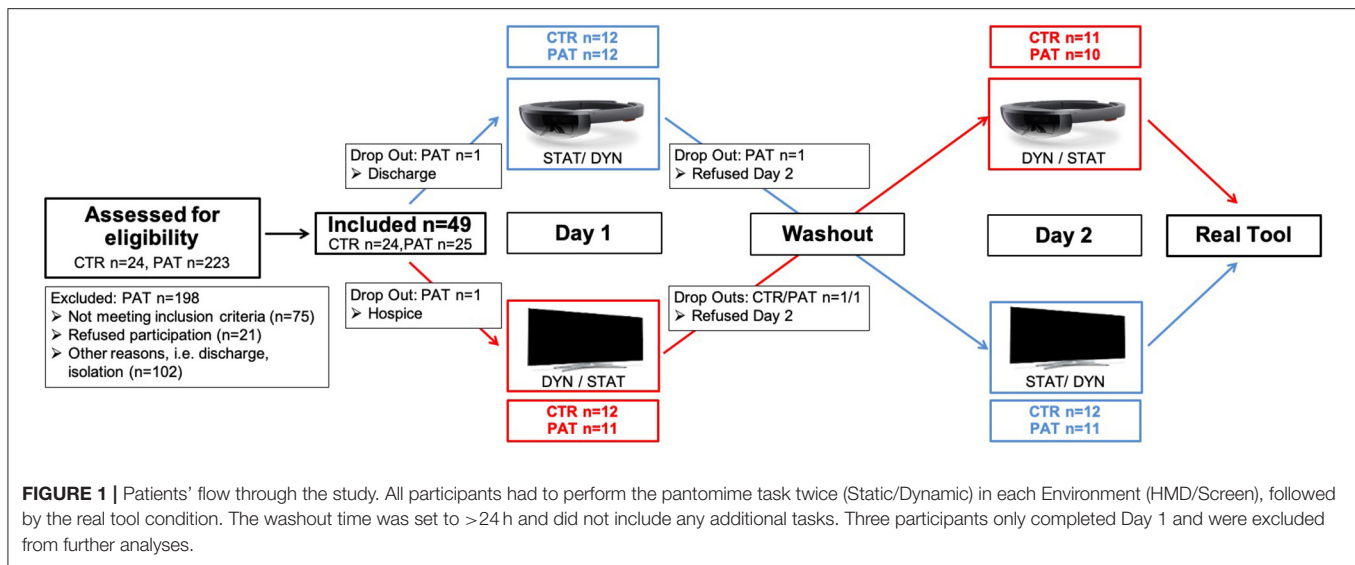 CTR n=12
PAT n=12
CTR n=11
PAT n=10
STAT/ DYN
DYN / STAT
Drop Out: PAT n=1
➢ Discharge
Drop Out: PAT n=1
➢ Refused Day 2
Assessed for
eligibility
CTR n=24, PAT n=223
Included n=49
CTR n=24,PAT n=25
Day 1
Washout
Day 2
Real Tool
Excluded: PAT n=198
➢ Not meeting inclusion criteria (n=75)
➢ Refused participation (n=21)
➢ Other reasons, i.e. discharge,
isolation (n=102)
Drop Out: PAT n=1
➢ Hospice
Drop Outs: CTR/PAT n=1/1
➢ Refused Day 2
DYN / STAT
STAT/ DYN
CTR n=12
PAT n=11
CTR n=12
PAT n=11
FIGURE 1 | Patients’ flow through the study. All participants had to perform the pantomime task twice (Static/Dynamic) in each Environment (HMD/Screen), followed
by the real tool condition. The washout time was set to >24 h and did not include any additional tasks. Three participants only completed Day 1 and were excluded
from further analyses.